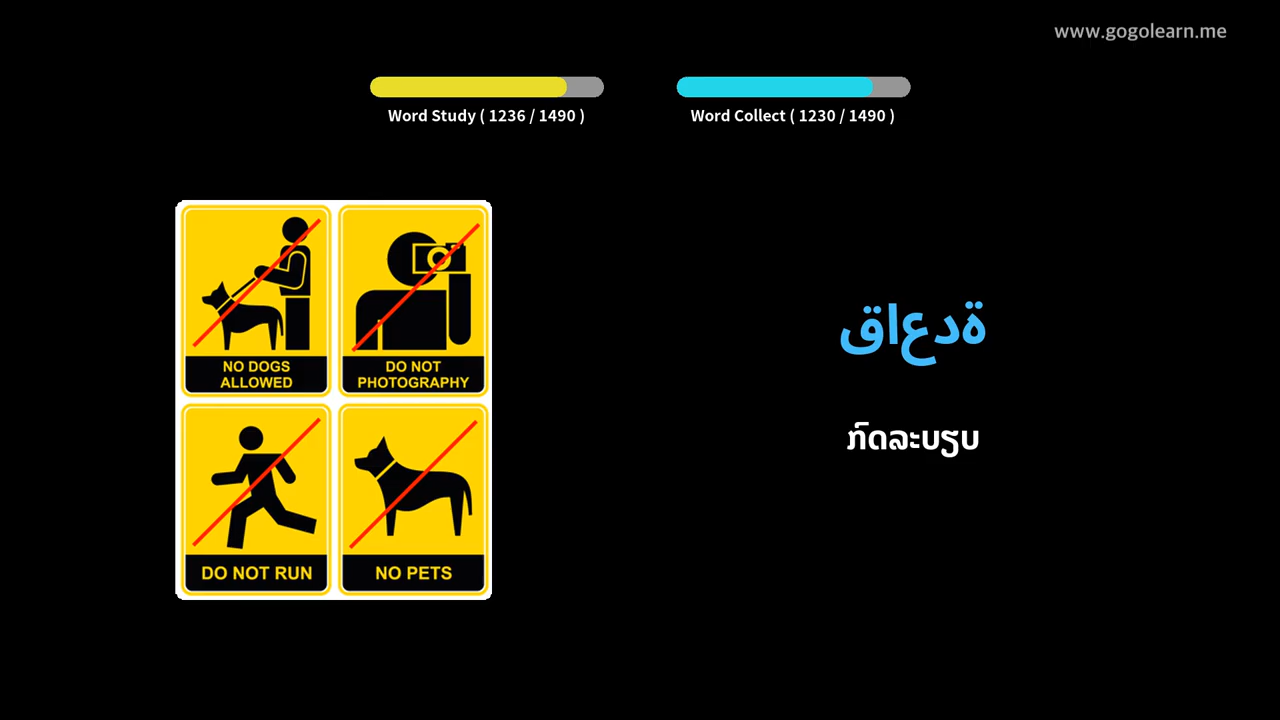 www.gogolearn.me
Word Study ( 1236 / 1490 )
Word Collect ( 1230 / 1490 )
NO DOGS
ALLOWED
DO NOT
PHOTOGRAPHY
DO NOT RUN
NO PETS
ةدعاق
ກົດລະບຽບ